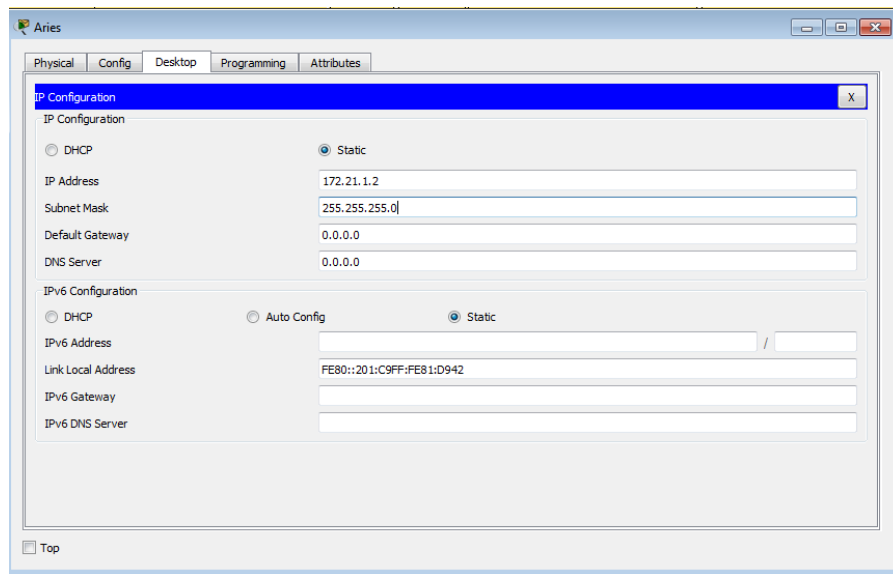 Aries
Physical Config Desktop Programming Attributes
IP Configuration X
IP Configuration
DHCP Static
IP Address 172.21.1.2
Subnet Mask 255.255.255.0
Default Gateway 0.0.0.0
DNS Server 0.0.0.0
IPv6 Configuration
DHCP Auto Config Static
IPv6 Address /
Link Local Address FE80::201:C9FF:FE81:D942
IPv6 Gateway
IPv6 DNS Server
Top